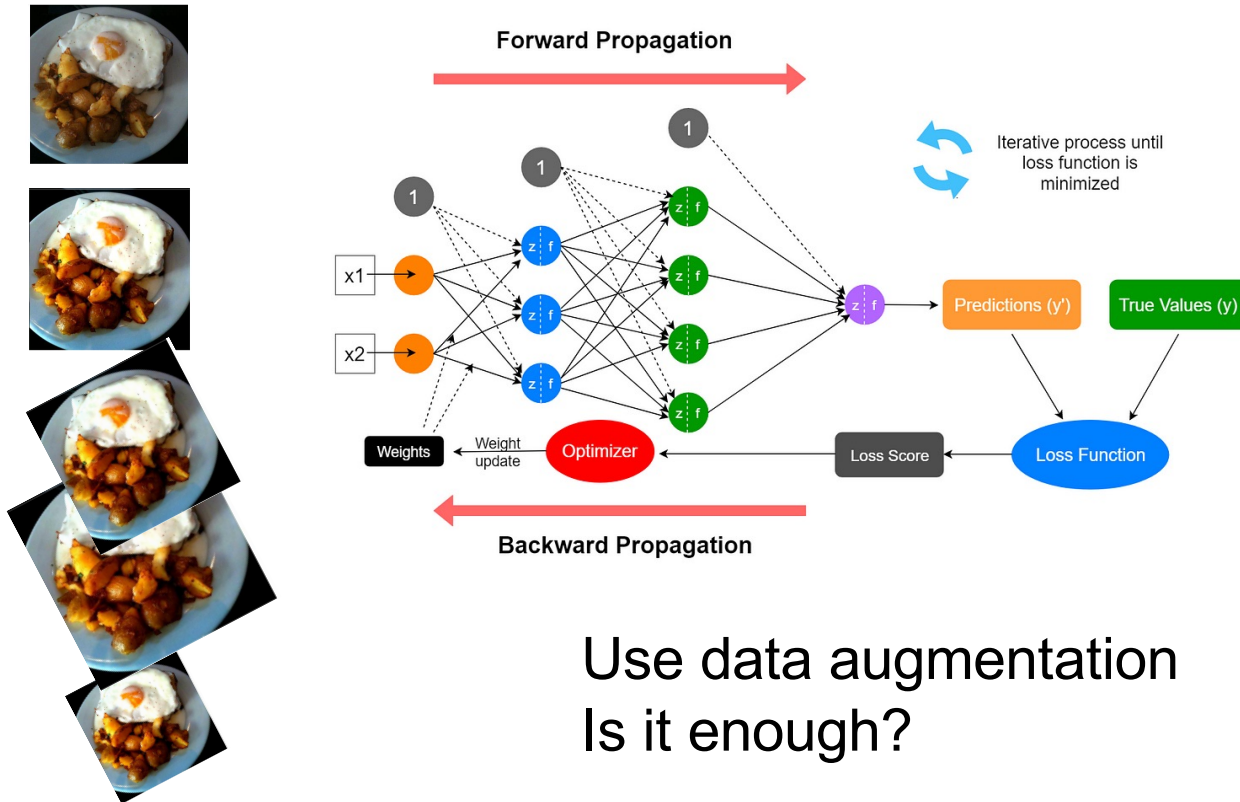 Forward Propagation
1
1
1
Iterative process until
loss function is
minimized
z f
z f
x1
z f
z f
z f
z f
Predictions (y')
True Values (y)
x2
z f
z f
Weights
Weight
update
Optimizer
Loss Score
Loss Function
Backward Propagation
Use data augmentation
Is it enough?